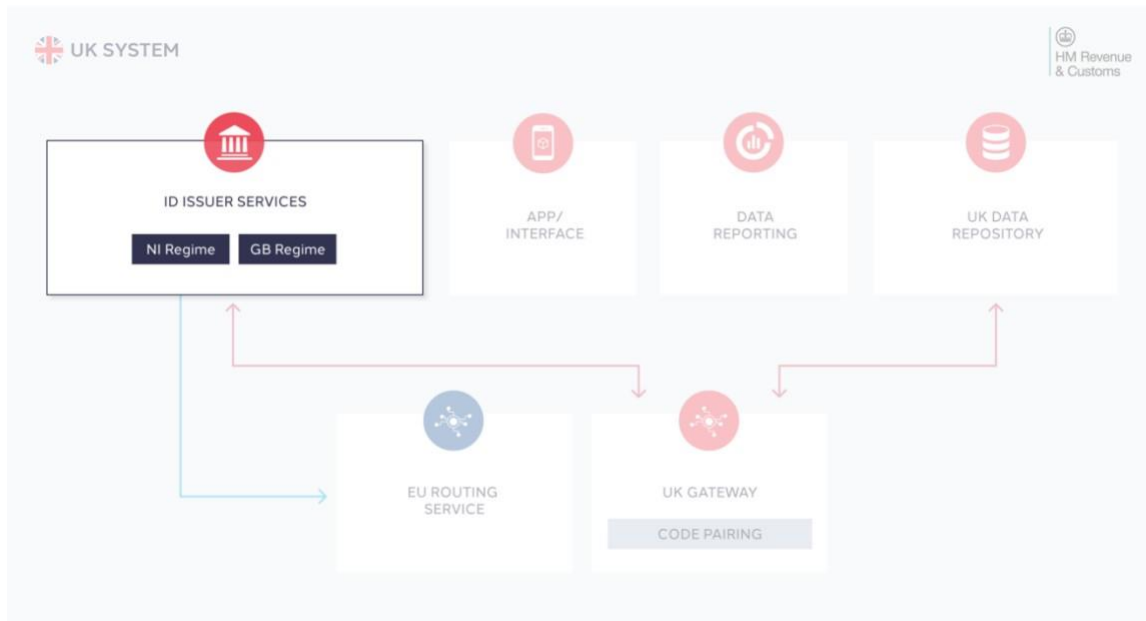 UK SYSTEM
HM Revenue
& Customs
ID ISSUER SERVICES
NI Regime
GB Regime
APP/
INTERFACE
DATA
REPORTING
UK DATA
REPOSITORY
EU ROUTING
SERVICE
UK GATEWAY
CODE PAIRING